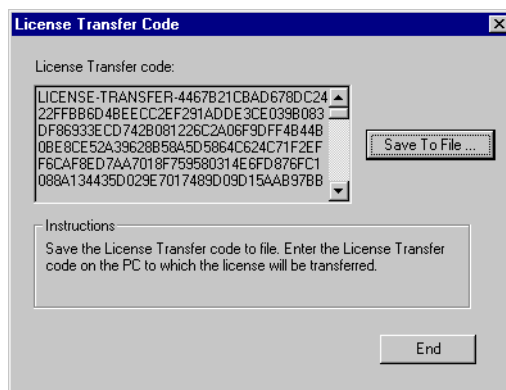 License Transfer Code
License Transfer code:
LICENSE-TRANSFER-4467B21CBAD678DC24
22FFBB6D4BEECC2EF291ADDE3CE039B083
DF86933ECD742B081226C2A06F9DFF4B44B
0BE8CE52A39628B58A5D5864C624C71F2EF
F6CAF8ED7AA7018F759580314E6FD876FC1
088A134435D029E7017489D09D15AAB97BB
Save To File ...
Instructions
Save the License Transfer code to file. Enter the License Transfer
code on the PC to which the license will be transferred.
End